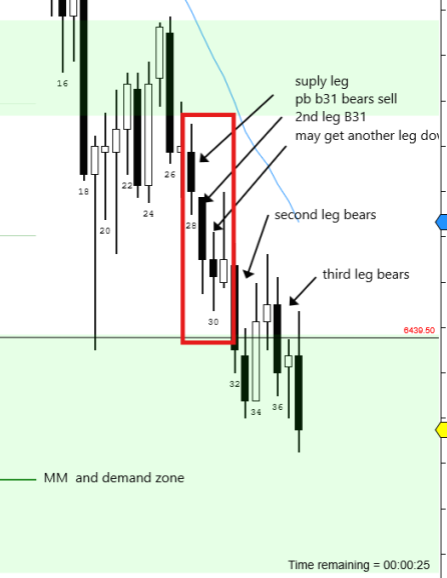 16
suply leg
pb b31 bears sell
2nd leg B31
may get another leg dov
18
22
26
24
28
20
second leg bears
third leg bears
30
6439.50
32
34
36
MM and demand zone
Time remaining = 00:00:25